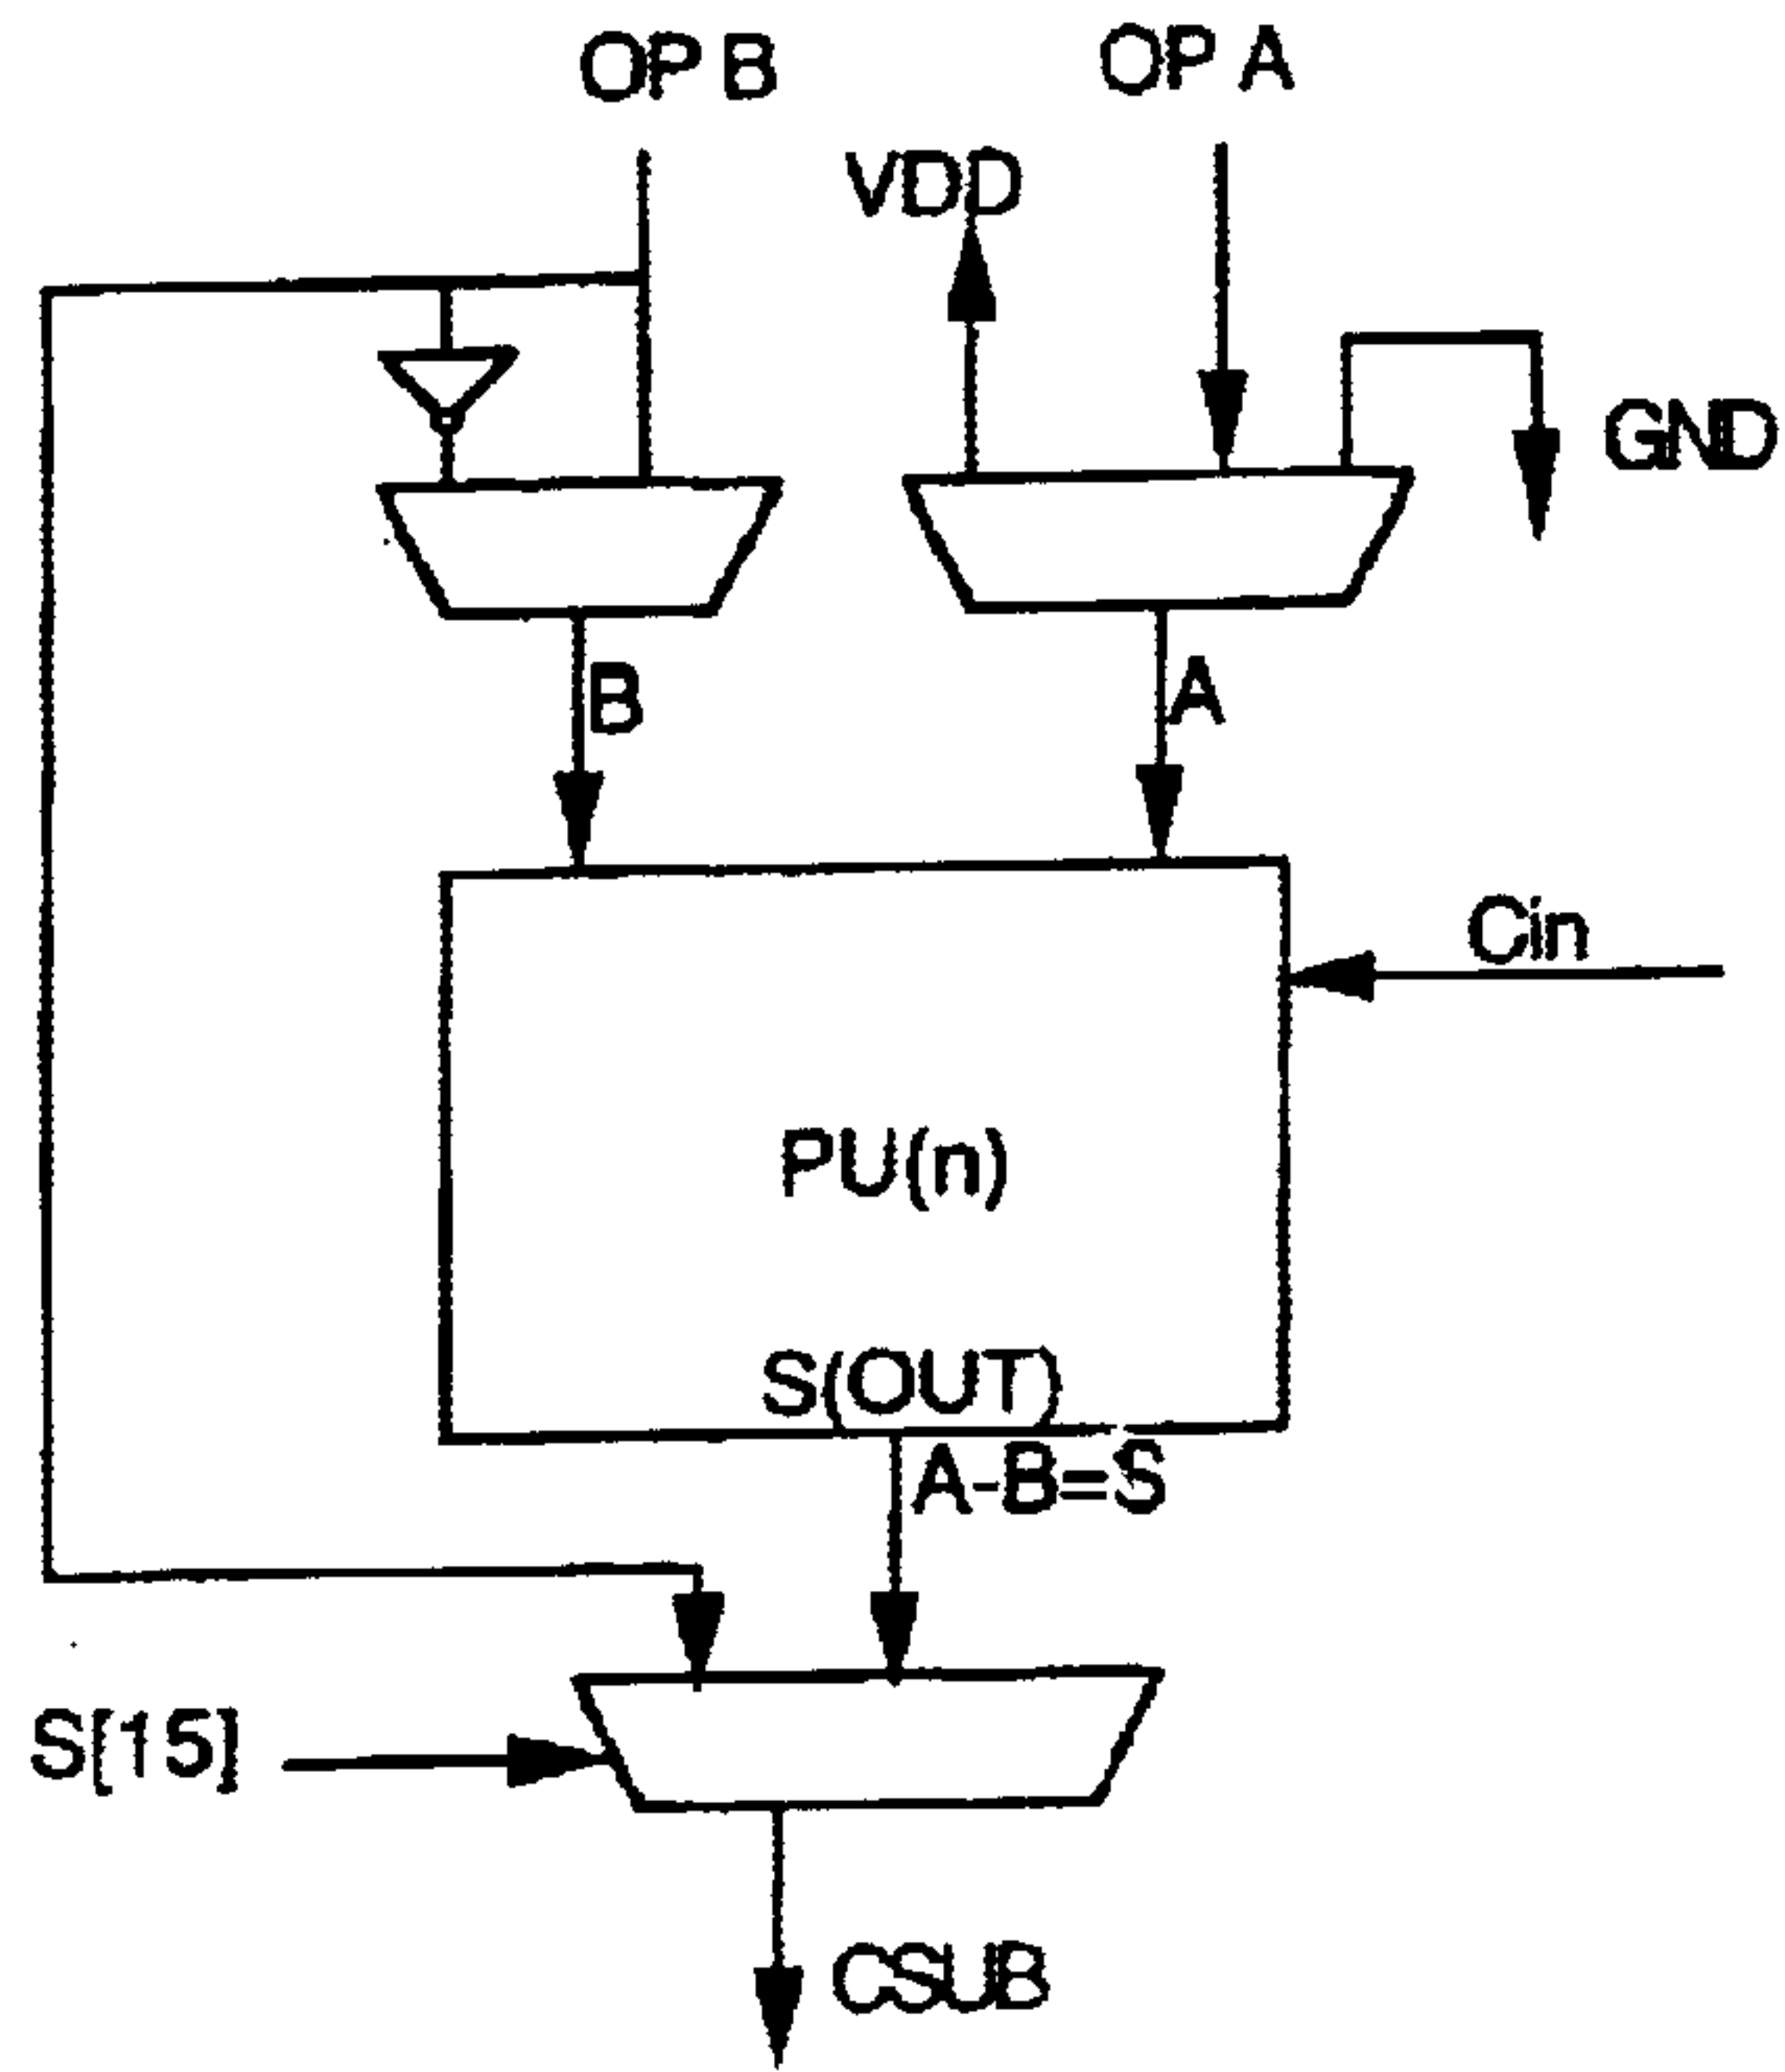 OP B
OP A
VDD
GND
B
A
Cin
PU(n)
S(OUT)
A-B=S
S[15]
CSUB